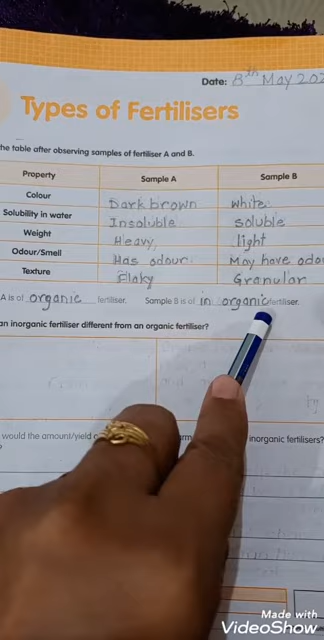 Date: 8th May 202
Types of Fertilisers
he table after observing samples of fertiliser A and B.
Property Sample A Sample B
Colour Dark brown white
Solubility in water Insoluble soluble
Weight Heavy light
Odour/Smell Has odour May have odo
Texture Flaky Granular
A is of organic fertiliser. Sample B is of in organic fertiliser.
an inorganic fertiliser different from an organic fertiliser?
would the amount/yield inorganic fertilisers?
Made with
VideoShow